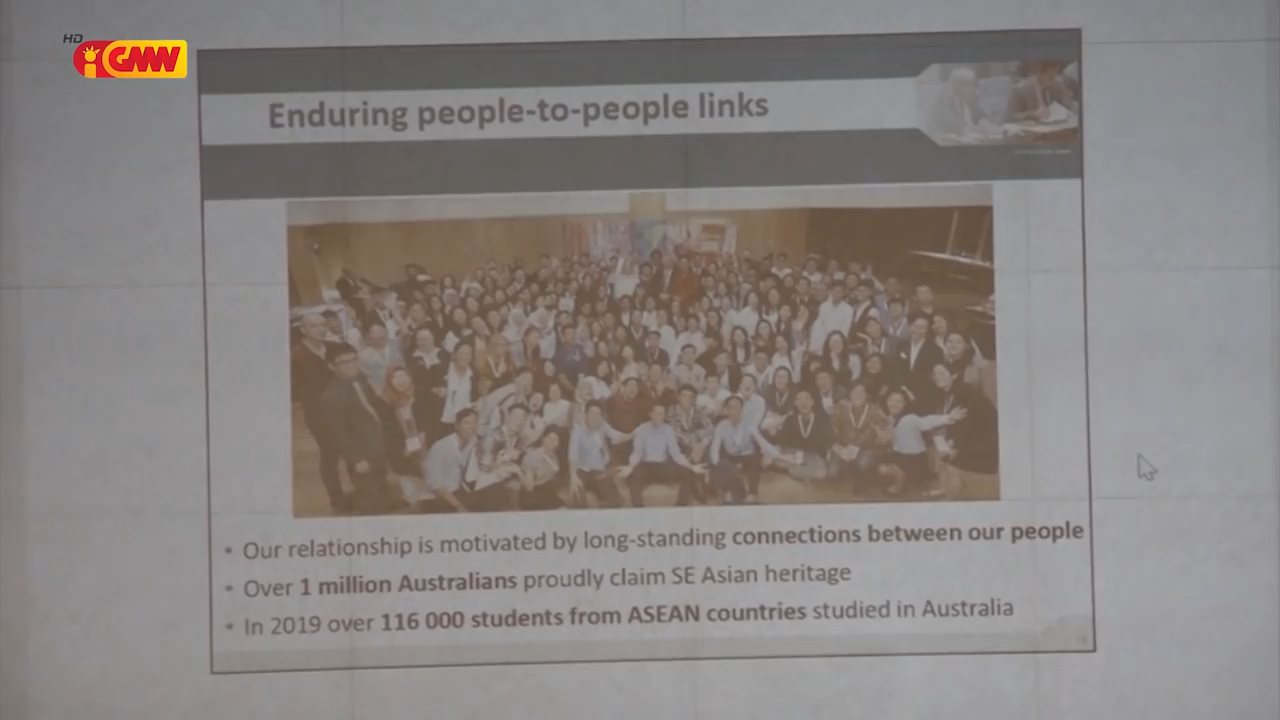 HD
iGMW
Enduring people-to-people links
• Our relationship is motivated by long-standing connections between our people
• Over 1 million Australians proudly claim SE Asian heritage
• In 2019 over 116 000 students from ASEAN countries studied in Australia